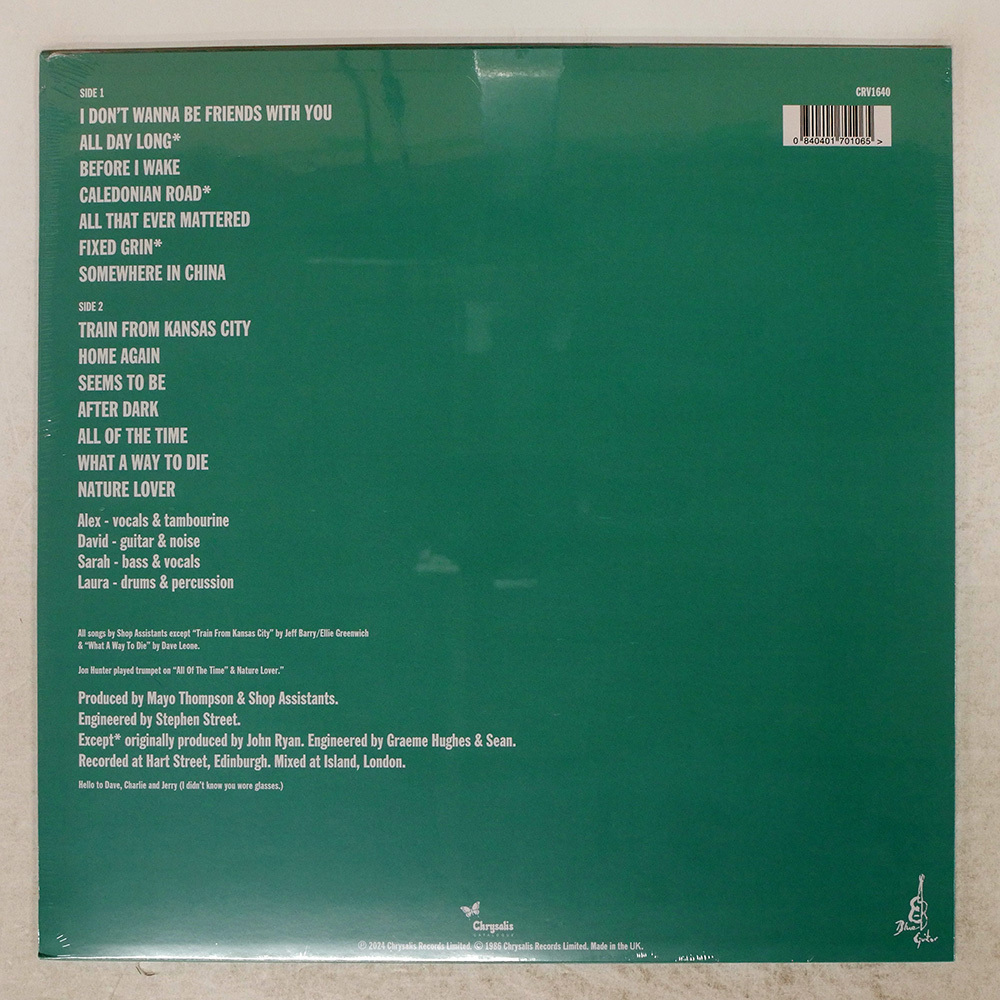 SIDE 1
I DON'T WANNA BE FRIENDS WITH YOU
ALL DAY LONG*
BEFORE I WAKE
CALEDONIAN ROAD*
ALL THAT EVER MATTERED
FIXED GRIN*
SOMEWHERE IN CHINA
SIDE 2
TRAIN FROM KANSAS CITY
HOME AGAIN
SEEMS TO BE
AFTER DARK
ALL OF THE TIME
WHAT A WAY TO DIE
NATURE LOVER
Alex - vocals & tambourine
David - guitar & noise
Sarah - bass & vocals
Laura - drums & percussion
All songs by Shop Assistants except "Train From Kansas City" by Jeff Barry/Ellie Greenwich
& "What A Way To Die" by Dave Leone.
Jon Hunter played trumpet on "All Of The Time" & Nature Lover."
Produced by Mayo Thompson & Shop Assistants.
Engineered by Stephen Street.
Except* originally produced by John Ryan. Engineered by Graeme Hughes & Sean.
Recorded at Hart Street, Edinburgh. Mixed at Island, London.
Hello to Dave, Charlie and Jerry (I didn't know you wore glasses.)
CRV1640
0 840401 701065 >
Chrysalis
CATALOGUE
℗ 2024 Chrysalis Records Limited. © 1986 Chrysalis Records Limited. Made in the UK.
Blue
Guitar